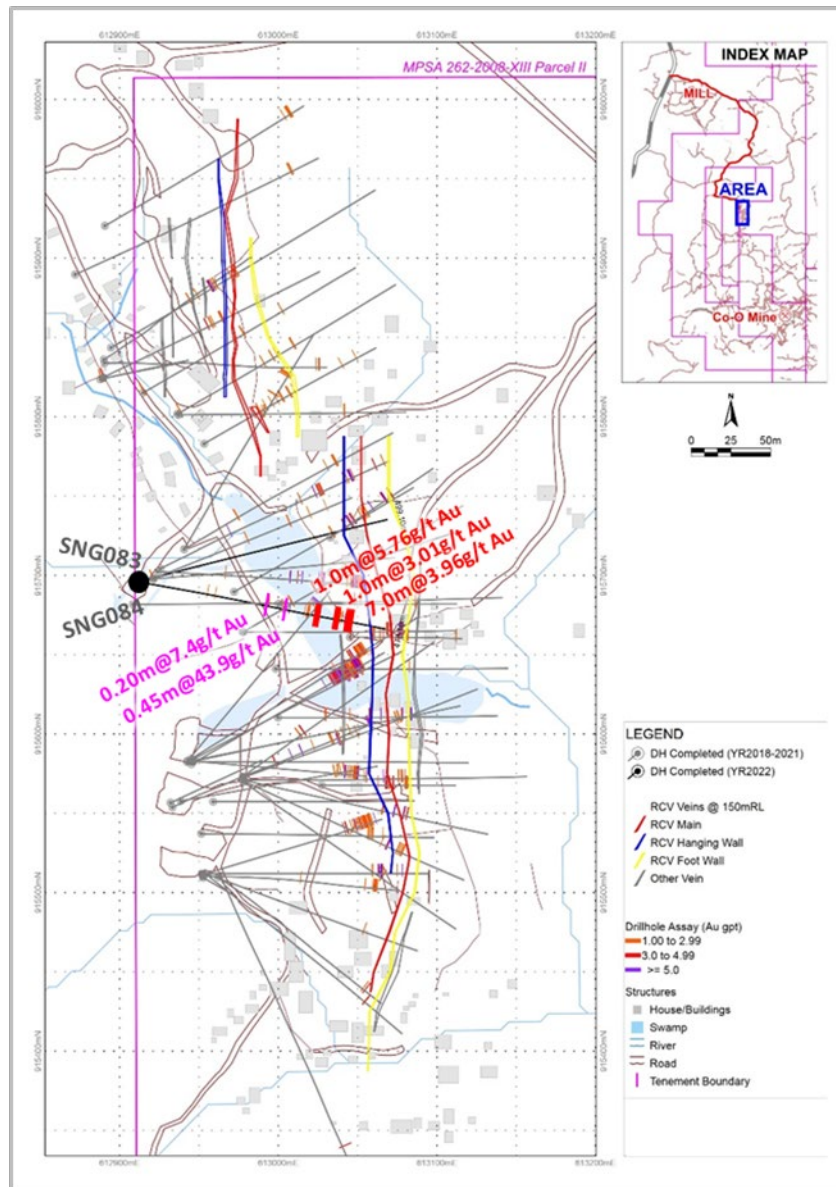 612900mE
613000mE
613100mE
613200mE
MPSA 262-2008-XIII Parcel II
INDEX MAP
MILL
AREA
Co-O Mine
N
0 25 50m
SNG083
SNG084
1.0m@5.76g/t Au
1.0m@3.01g/t Au
7.0m@3.96g/t Au
0.20m@7.4g/t Au
0.45m@43.9g/t Au
LEGEND
DH Completed (YR2018-2021)
DH Completed (YR2022)
RCV Veins @ 150mRL
RCV Main
RCV Hanging Wall
RCV Foot Wall
Other Vein
Drillhole Assay (Au gpt)
1.00 to 2.99
3.0 to 4.99
>= 5.0
Structures
House/Buildings
Swamp
River
Road
Tenement Boundary
612900mE
613000mE
613100mE
613200mE